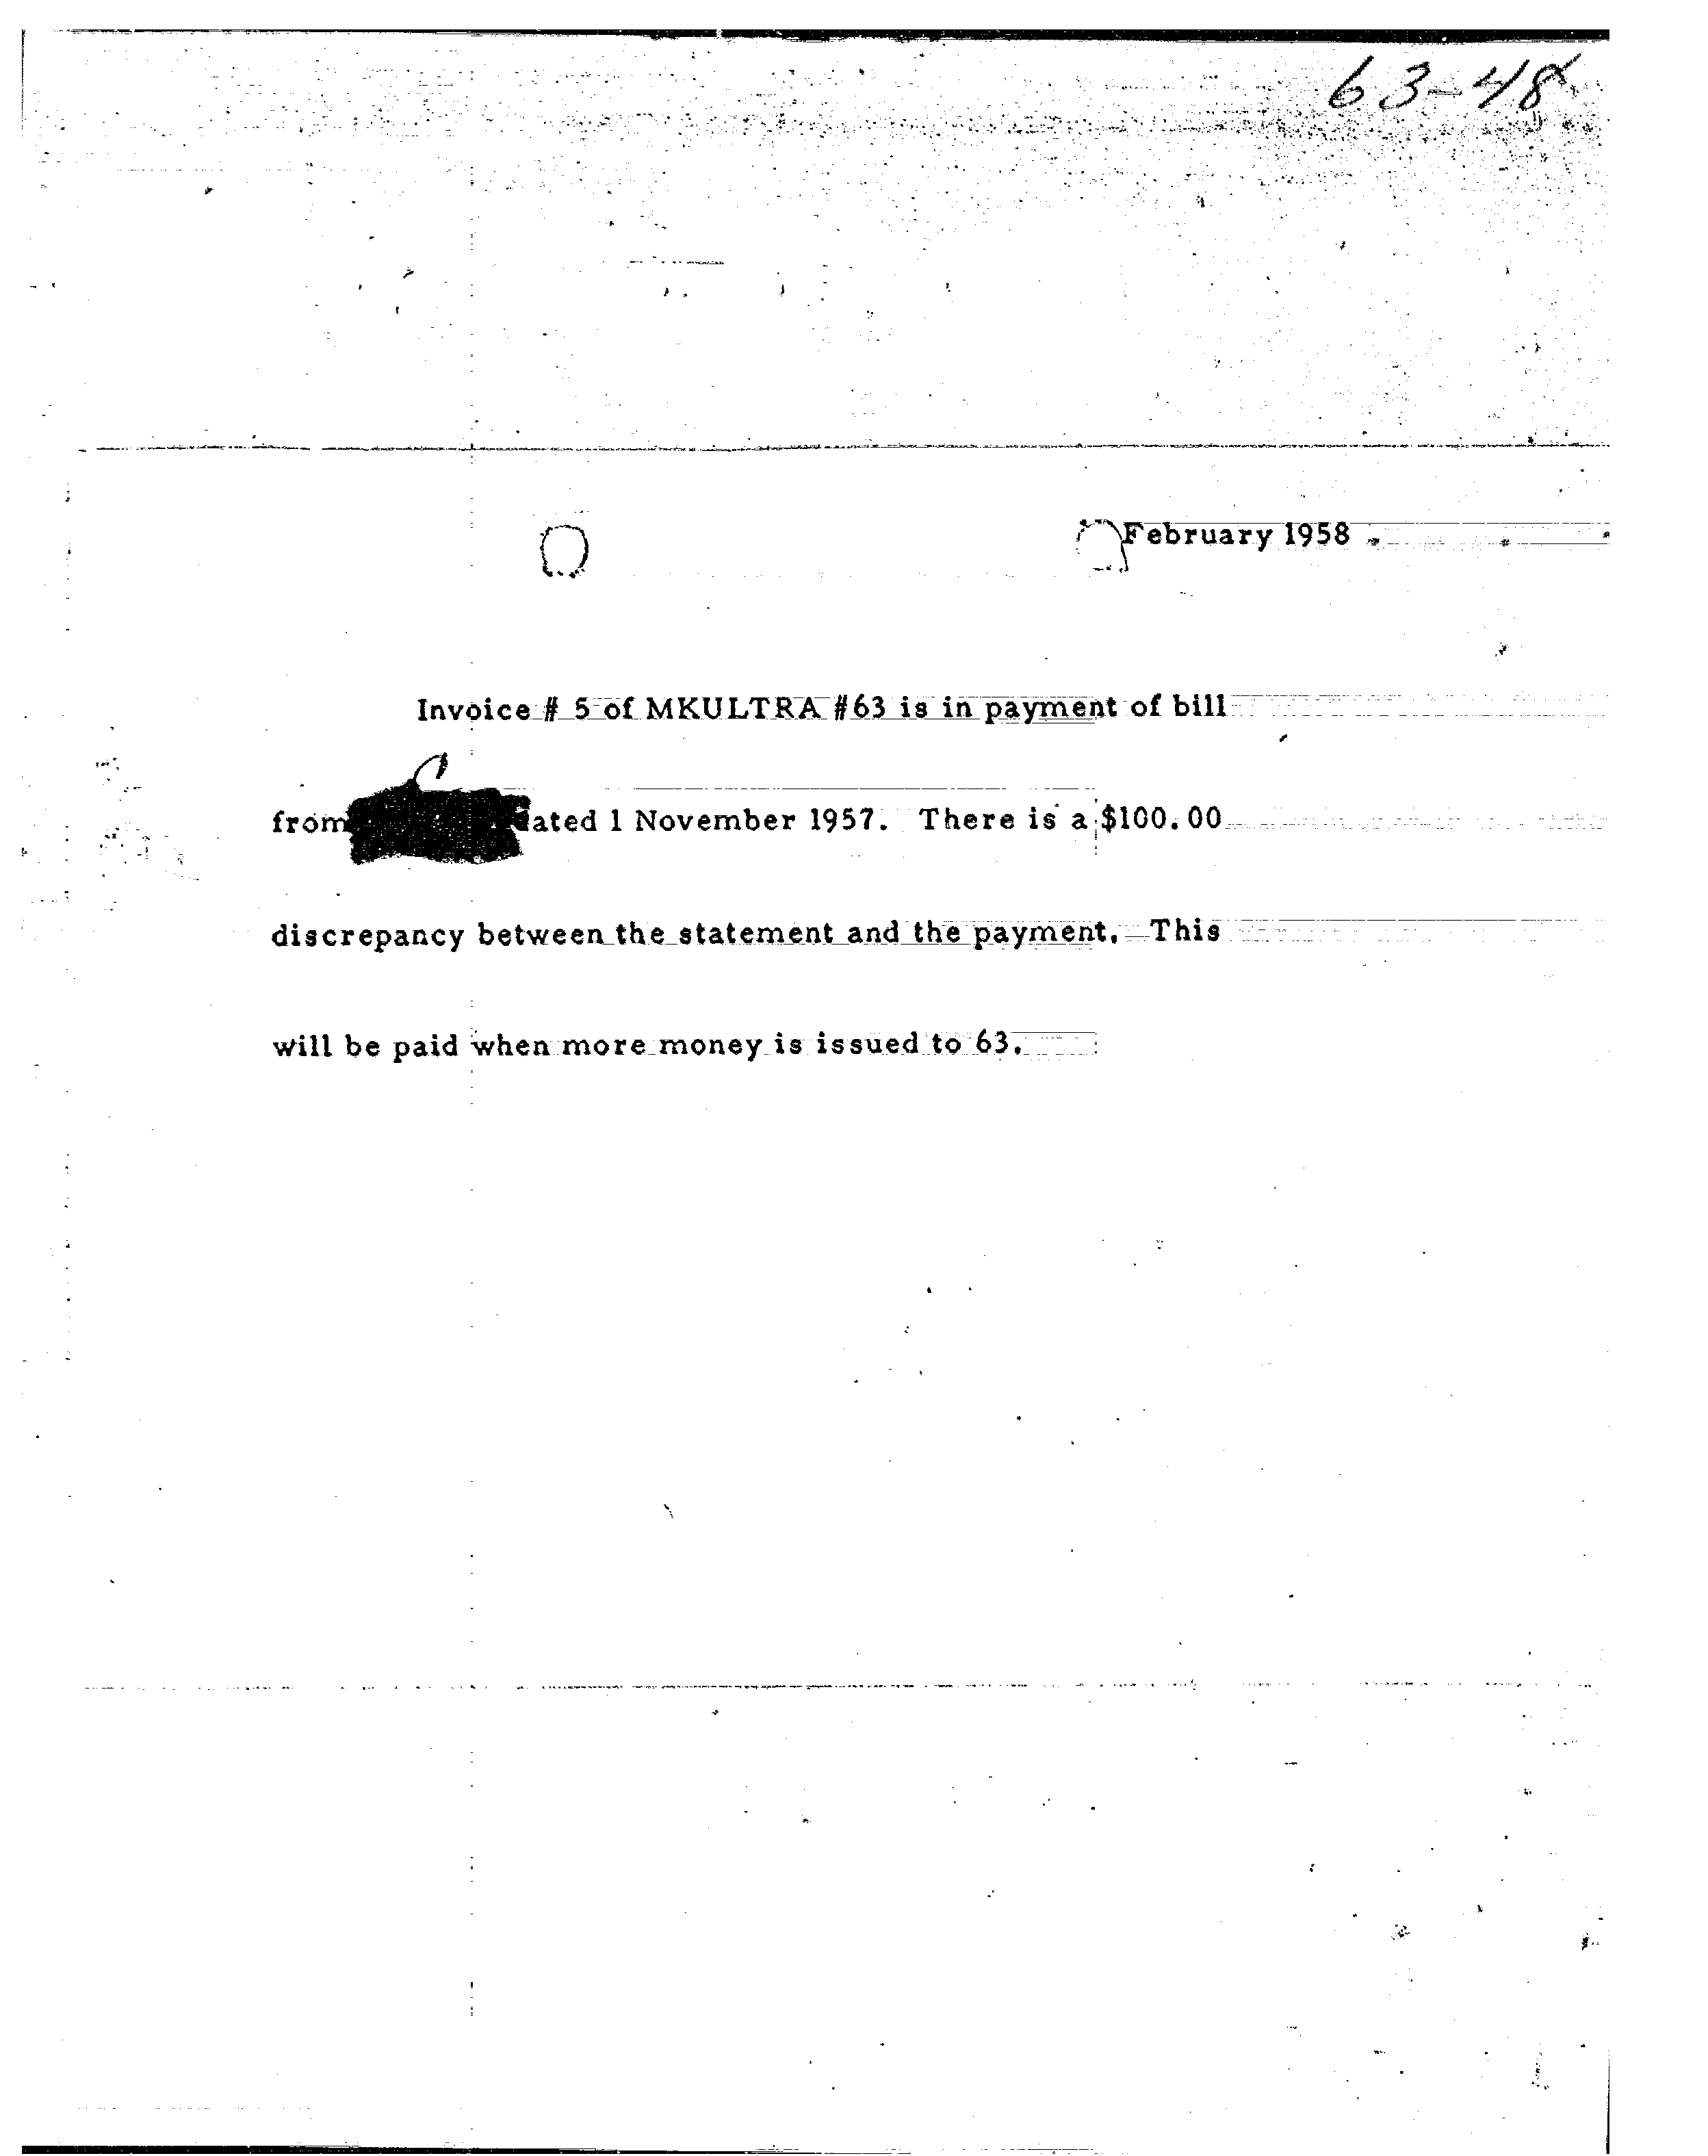 63-48
February 1958
Invoice # 5 of MKULTRA #63 is in payment of bill
from dated 1 November 1957. There is a $100.00
discrepancy between the statement and the payment. This
will be paid when more money is issued to 63.